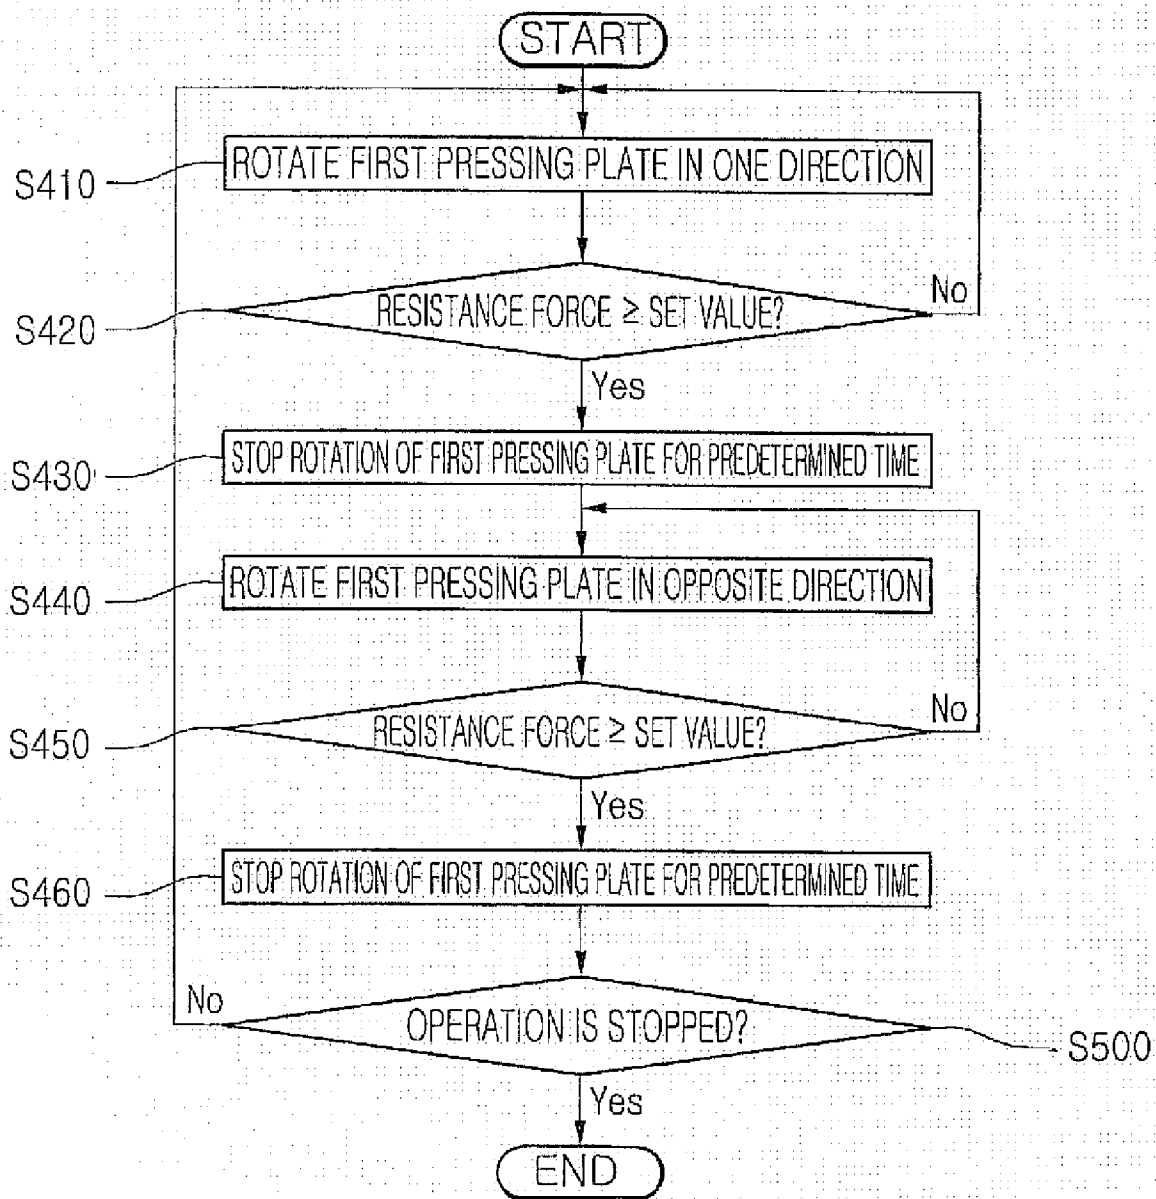 START
ROTATE FIRST PRESSING PLATE IN ONE DIRECTION
S410
No
RESISTANCE FORCE ≥ SET VALUE?
S420
Yes
STOP ROTATION OF FIRST PRESSING PLATE FOR PREDETERMINED TIME
S430
ROTATE FIRST PRESSING PLATE IN OPPOSITE DIRECTION
S440
No
RESISTANCE FORCE ≥ SET VALUE?
S450
Yes
STOP ROTATION OF FIRST PRESSING PLATE FOR PREDETERMINED TIME
S460
No
OPERATION IS STOPPED?
S500
Yes
END